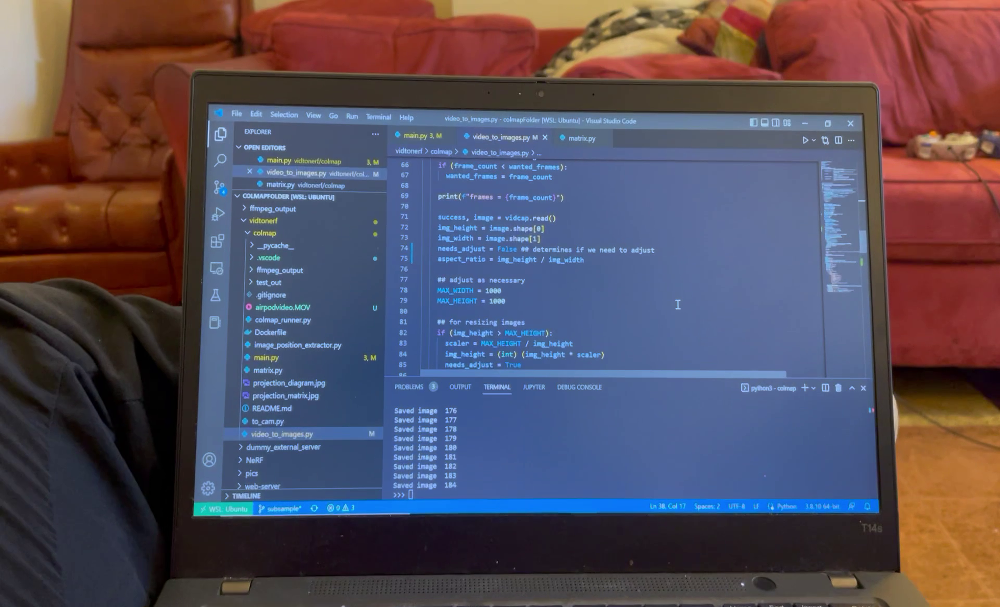 File Edit Selection View Go Run Terminal Help
video_to_images.py - colmapFolder [WSL: Ubuntu] - Visual Studio Code
EXPLORER
OPEN EDITORS
main.py vidtonerf/colmap 3, M
video_to_images.py vidtonerf/col... M
matrix.py vidtonerf/colmap
COLMAPFOLDER [WSL: UBUNTU]
ffmpeg_output
vidtonerf
colmap
__pycache__
.vscode
ffmpeg_output
test_out
.gitignore
airpodvideo.MOV U
colmap_runner.py
Dockerfile
image_position_extractor.py
main.py 3, M
matrix.py
projection_diagram.jpg
projection_matrix.jpg
README.md
to_cam.py
video_to_images.py M
dummy_external_server
NeRF
pics
web-server
TIMELINE
main.py 3, M video_to_images.py M matrix.py
vidtonerf > colmap > video_to_images.py > ...
66 if (frame_count < wanted_frames):
67 wanted_frames = frame_count
68
69 print(f"frames = {frame_count}")
70
71 success, image = vidcap.read()
72 img_height = image.shape[0]
73 img_width = image.shape[1]
74 needs_adjust = false ## determines if we need to adjust
75 aspect_ratio = img_height / img_width
76
77 ## adjust as necessary
78 MAX_WIDTH = 1000
79 MAX_HEIGHT = 1000
80
81 ## for resizing images
82 if (img_height > MAX_HEIGHT):
83 scaler = MAX_HEIGHT / img_height
84 img_height = (int) (img_height * scaler)
85 needs_adjust = True
86
PROBLEMS 3 OUTPUT TERMINAL JUPYTER DEBUG CONSOLE
python3 - colmap
Saved image 176
Saved image 177
Saved image 178
Saved image 179
Saved image 180
Saved image 181
Saved image 182
Saved image 183
Saved image 184
>>>
WSL: Ubuntu subsample* 0 3
Ln 38, Col 17 Spaces: 2 UTF-8 LF Python 3.8.10 64-bit
T14s